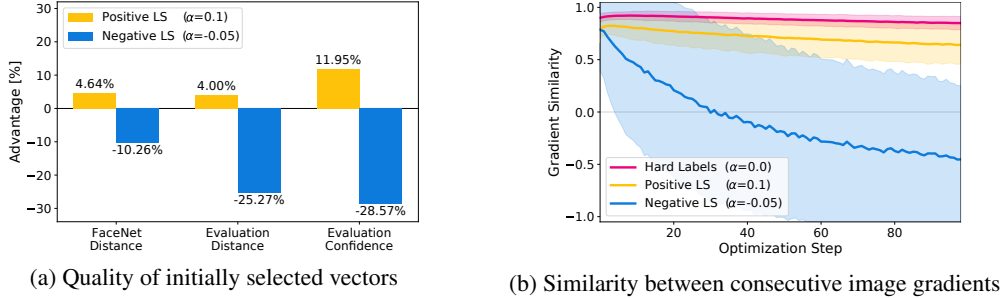 30
20
10
0
−10
−20
−30
Advantage [%]
Positive LS (α=0.1)
Negative LS (α=-0.05)
4.64%
-10.26%
4.00%
-25.27%
11.95%
-28.57%
FaceNet
Distance
Evaluation
Distance
Evaluation
Confidence
(a) Quality of initially selected vectors
1.0
0.5
0.0
−0.5
−1.0
Gradient Similarity
Hard Labels (α=0.0)
Positive LS (α=0.1)
Negative LS (α=-0.05)
20
40
60
80
Optimization Step
(b) Similarity between consecutive image gradients